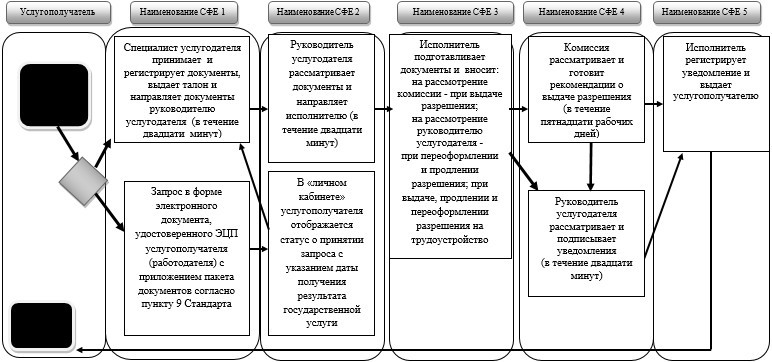 Услугополучатель
Наименование СФЕ 1
Наименование СФЕ 2
Наименование СФЕ 3
Наименование СФЕ 4
Наименование СФЕ 5
Специалист услугодателя
принимает и
регистрирует документы,
выдает талон и
направляет документы
руководителю
услугодателя (в течение
двадцати минут)
Запрос в форме
электронного
документа,
удостоверенного ЭЦП
услугополучателя
(работодателя) с
приложением пакета
документов согласно
пункту 9 Стандарта
Руководитель
услугодателя
рассматривает
документы и
направляет
исполнителю (в
течение двадцати
минут)
В «личном
кабинете»
услугополучателя
отображается
статус о принятии
запроса с
указанием даты
получения
результата
государственной
услуги
Исполнитель
подготавливает
документы и вносит:
на рассмотрение
комиссии - при выдаче
разрешения;
на рассмотрение
руководителю
услугодателя -
при переоформлении
и продлении
разрешения; при
выдаче, продлении и
переоформлении
разрешения на
трудоустройство
Комиссия
рассматривает и
готовит
рекомендации о
выдаче разрешения
(в течение
пятнадцати рабочих
дней)
Руководитель
услугодателя
рассматривает и
подписывает
уведомления
(в течение двадцати
минут)
Исполнитель
регистрирует
уведомление и
выдает
услугополучателю